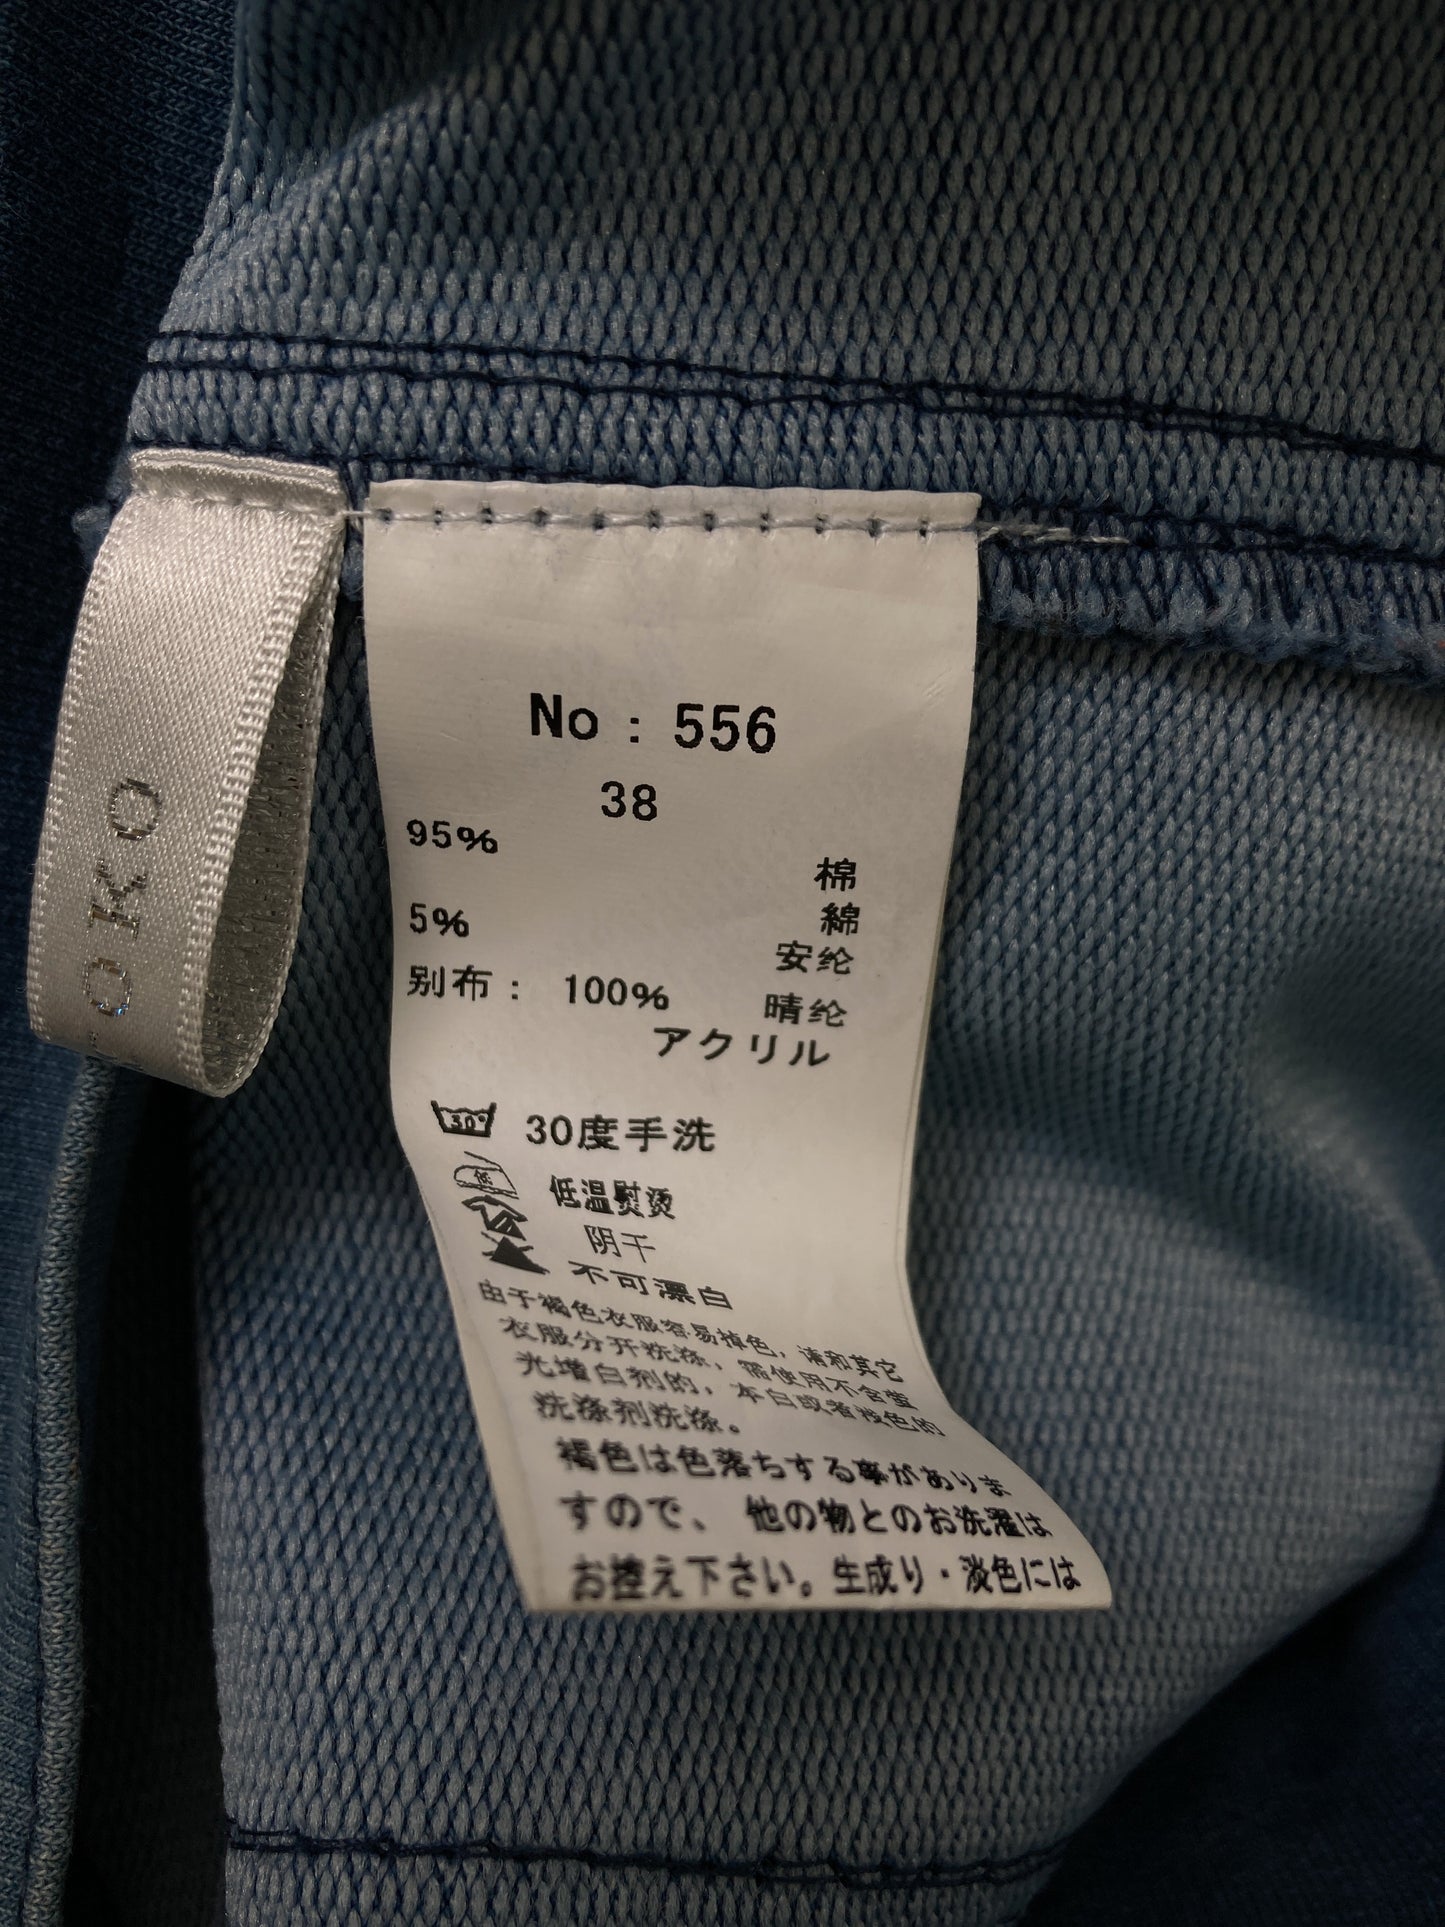 OKO
No : 556
38
95%
棉
5%
綿
安纶
别布： 100% 晴纶
アクリル
30° 30度手洗
低 低温熨烫
阴干
不可漂白
由于褐色衣服容易掉色，请和其它
衣服分开洗涤、需使用不含萤
光增白剂的，本白或者浅色的
洗涤剂洗涤。
褐色は色落ちする事がありま
すので、他の物とのお洗濯は
お控え下さい。生成り・淡色には